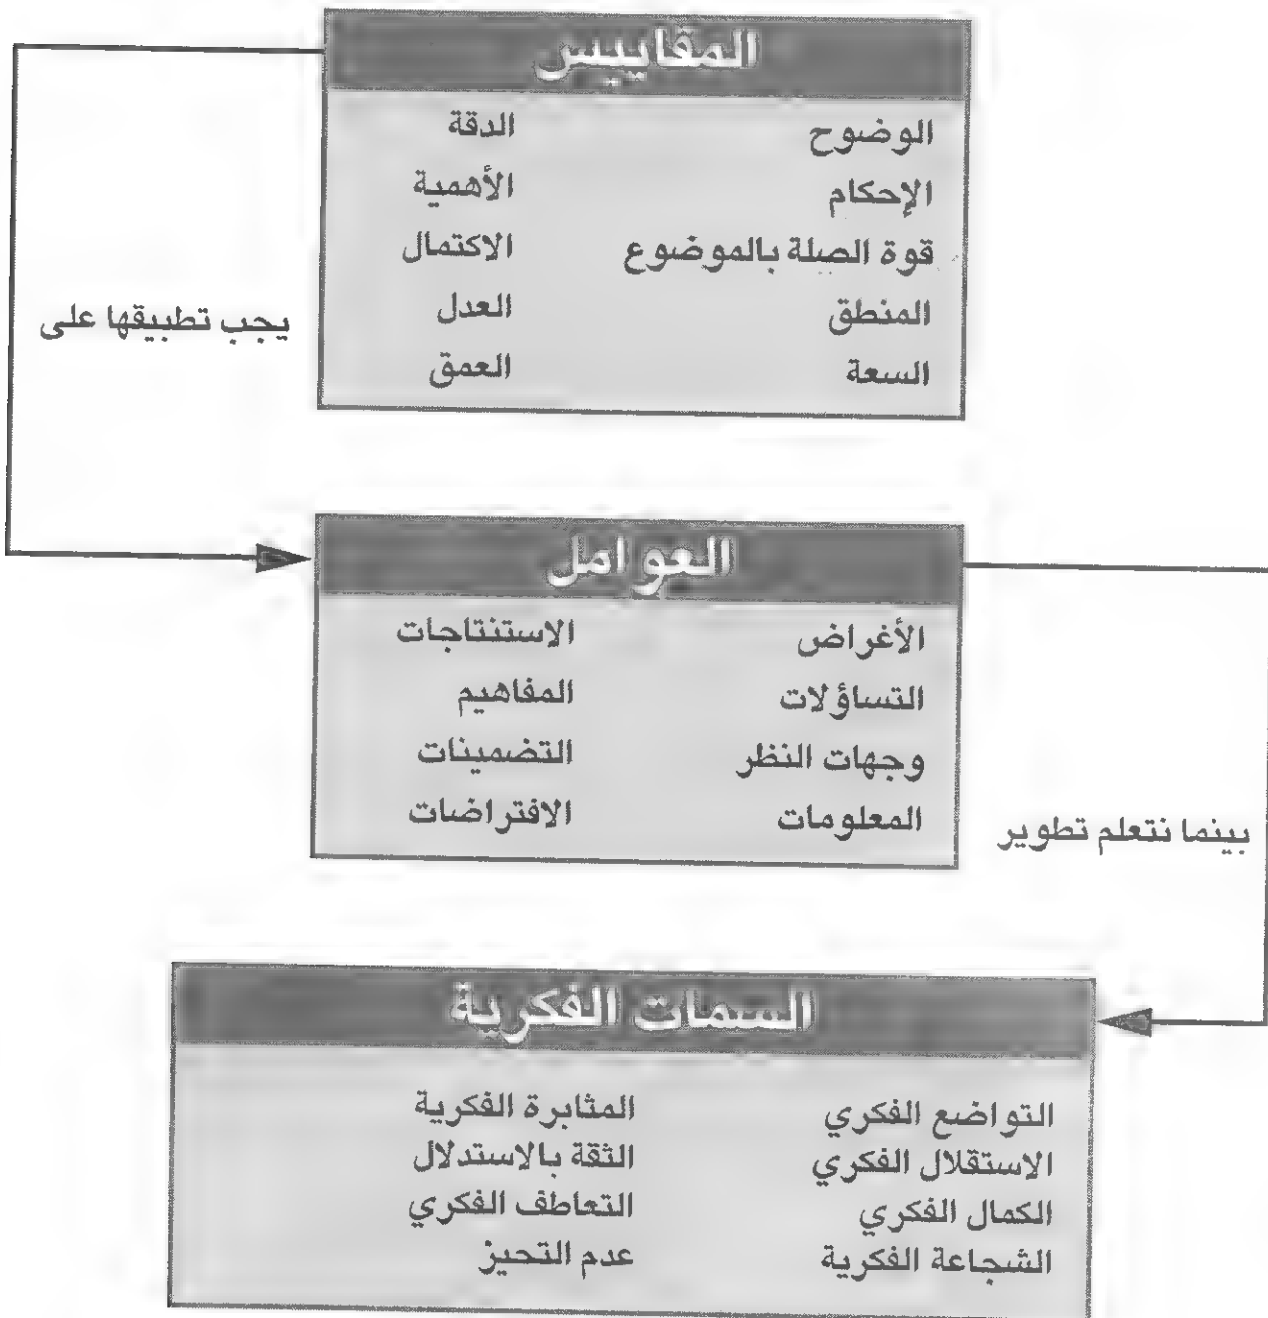 المقاييس
الوضوح الدقة
الإحكام الأهمية
قوة الصلة بالموضوع الاكتمال
المنطق العدل
السعة العمق
يجب تطبيقها على
العوامل
الأغراض الاستنتاجات
التساؤلات المفاهيم
وجهات النظر التضمينات
المعلومات الافتراضات
بينما نتعلم تطوير
السمات الفكرية
التواضع الفكري المثابرة الفكرية
الاستقلال الفكري الثقة بالاستدلال
الكمال الفكري التعاطف الفكري
الشجاعة الفكرية عدم التحيز